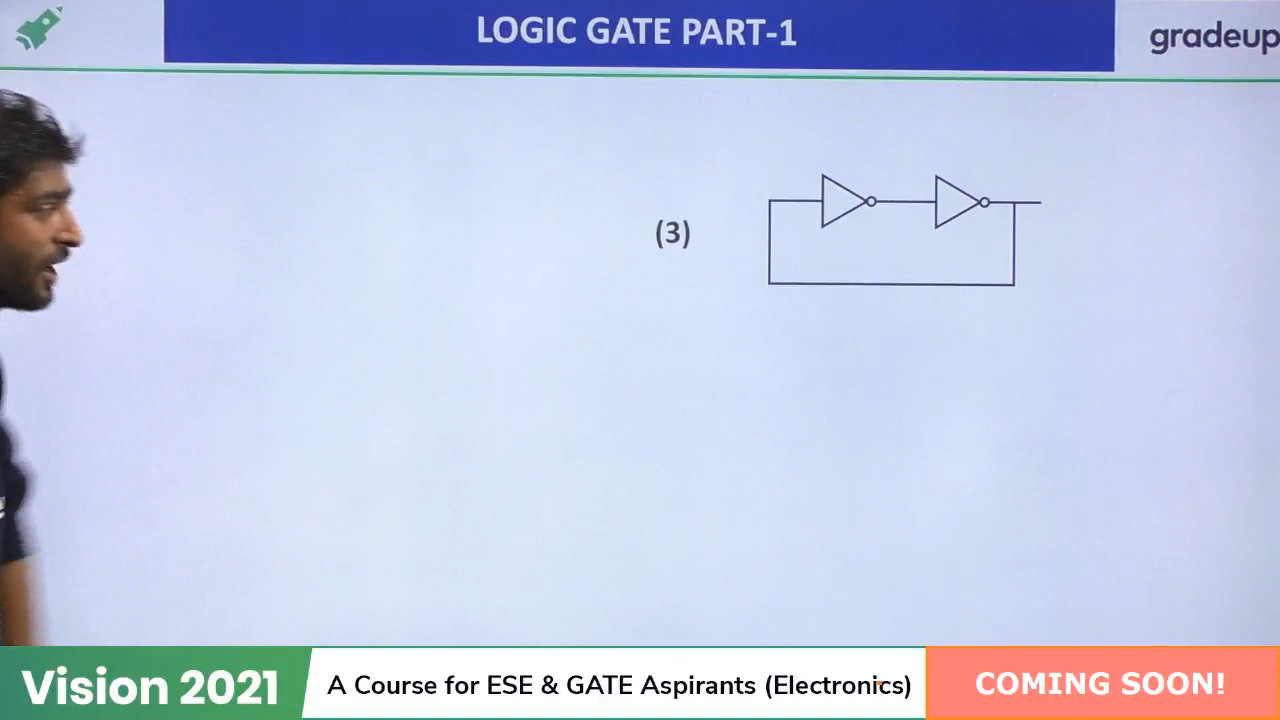 LOGIC GATE PART-1
gradeup
(3)
Vision 2021
A Course for ESE & GATE Aspirants (Electronics)
COMING SOON!